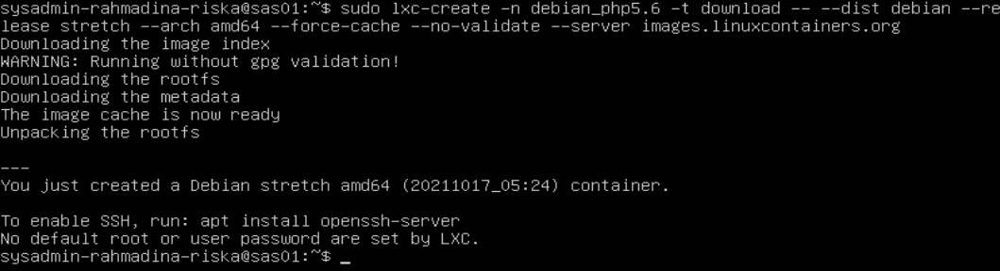 sysadmin-rahmadina-riska@sas01:~$ sudo lxc-create -n debian_php5.6 -t download -- --dist debian --re
lease stretch --arch amd64 --force-cache --no-validate --server images.linuxcontainers.org
Downloading the image index
WARNING: Running without gpg validation!
Downloading the rootfs
Downloading the metadata
The image cache is now ready
Unpacking the rootfs
---
You just created a Debian stretch amd64 (20211017_05:24) container.
To enable SSH, run: apt install openssh-server
No default root or user password are set by LXC.
sysadmin-rahmadina-riska@sas01:~$ _